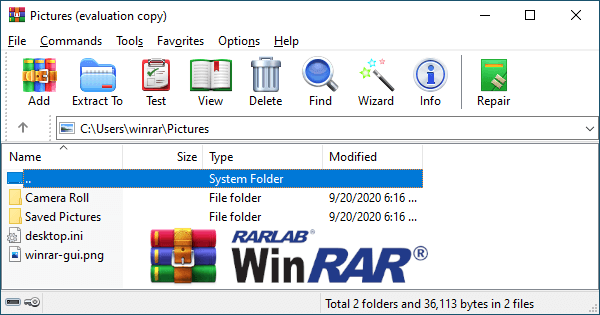 Pictures (evaluation copy)
File Commands Tools Favorites Options Help
Add Extract To Test View Delete Find Wizard Info Repair
C:\Users\winrar\Pictures
Name Size Type Modified
.. System Folder
Camera Roll File folder 9/20/2020 6:16 ...
Saved Pictures File folder 9/20/2020 6:16 ...
desktop.ini
winrar-gui.png
RARLAB®
WinRAR®
Total 2 folders and 36,113 bytes in 2 files